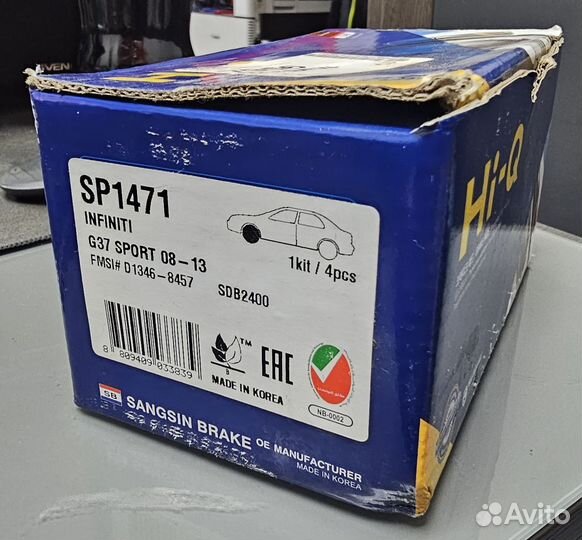 SP1471
INFINITI
G37 SPORT 08-13
FMSI# D1346-8457
SDB2400
1kit / 4pcs
8 809409 033839
TM
B
EAC
MADE IN KOREA
NB-0002
SB
SANGSIN BRAKE OE MANUFACTURER
MADE IN KOREA
Hi-Q
Avito